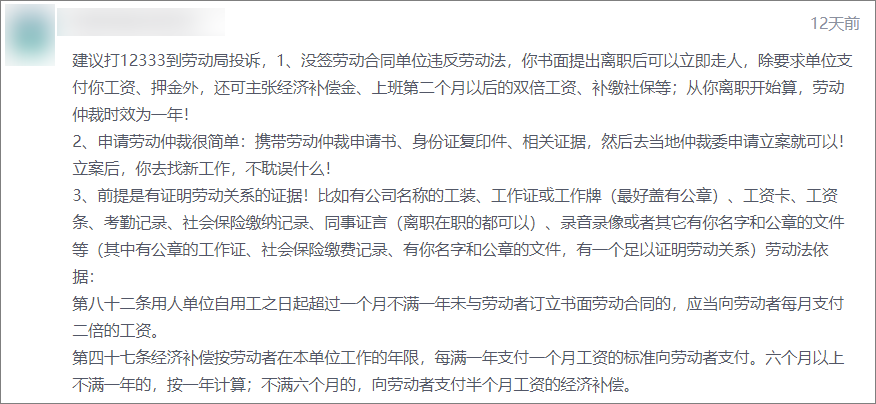 12天前
建议打12333到劳动局投诉，1、没签劳动合同单位违反劳动法，你书面提出离职后可以立即走人，除要求单位支
付你工资、押金外，还可主张经济补偿金、上班第二个月以后的双倍工资、补缴社保等；从你离职开始算，劳动
仲裁时效为一年！
2、申请劳动仲裁很简单：携带劳动仲裁申请书、身份证复印件、相关证据，然后去当地仲裁委申请立案就可以！
立案后，你去找新工作，不耽误什么！
3、前提是有证明劳动关系的证据！比如有公司名称的工装、工作证或工作牌（最好盖有公章）、工资卡、工资
条、考勤记录、社会保险缴纳记录、同事证言（离职在职的都可以）、录音录像或者其它有你名字和公章的文件
等（其中有公章的工作证、社会保险缴费记录、有你名字和公章的文件，有一个足以证明劳动关系）劳动法依
据：
第八十二条用人单位自用工之日起超过一个月不满一年未与劳动者订立书面劳动合同的，应当向劳动者每月支付
二倍的工资。
第四十七条经济补偿按劳动者在本单位工作的年限，每满一年支付一个月工资的标准向劳动者支付。六个月以上
不满一年的，按一年计算；不满六个月的，向劳动者支付半个月工资的经济补偿。